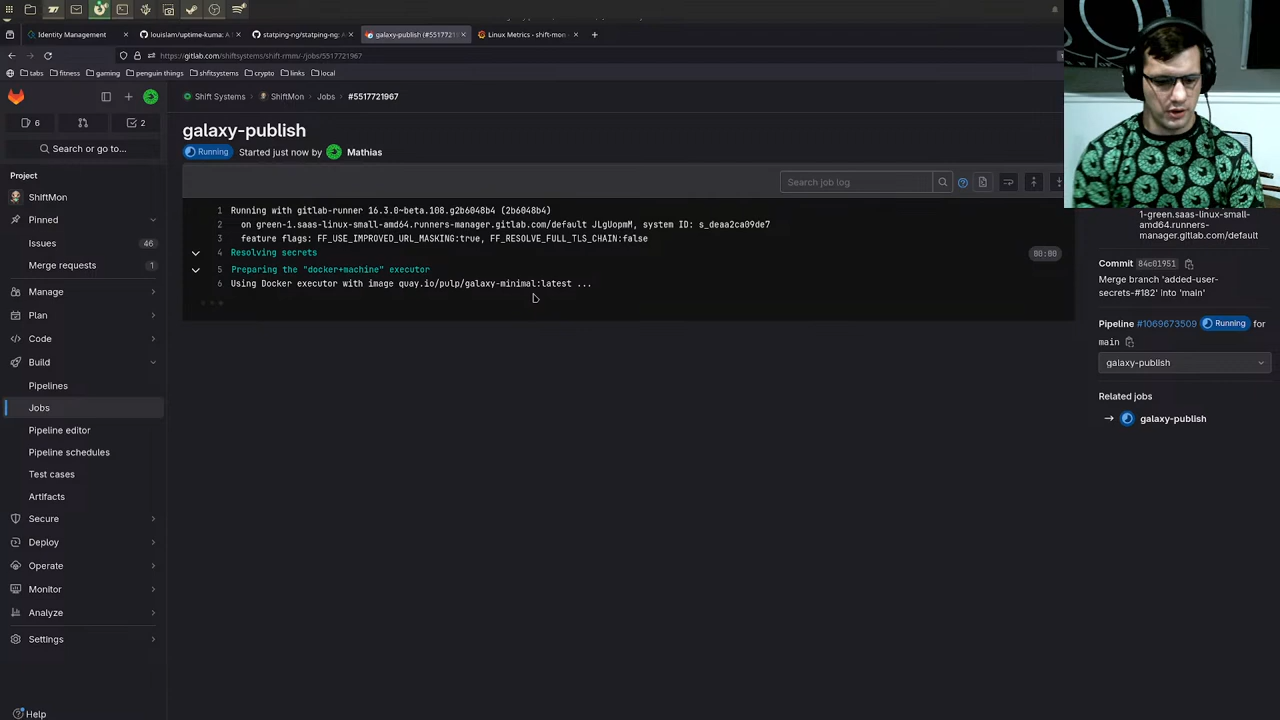 Identity Management
louislam/uptime-kuma: A
statping-ng/statping-ng: A
galaxy-publish (#5517721
Linux Metrics - shift-mon
https://gitlab.com/shiftsystems/shift-rmm/-/jobs/5517721967
tabs
fitness
gaming
penguin things
shfitsystems
crypto
links
local
6
2
Search or go to...
Project
ShiftMon
Pinned
Issues
46
Merge requests
1
Manage
Plan
Code
Build
Pipelines
Jobs
Pipeline editor
Pipeline schedules
Test cases
Artifacts
Secure
Deploy
Operate
Monitor
Analyze
Settings
Help
Shift Systems
ShiftMon
Jobs
#5517721967
galaxy-publish
Running
Started just now by
Mathias
Search job log
1 Running with gitlab-runner 16.3.0~beta.108.g2b6048b4 (2b6048b4)
2 on green-1.saas-linux-small-amd64.runners-manager.gitlab.com/default JLgUopmM, system ID: s_deaa2ca09de7
3 feature flags: FF_USE_IMPROVED_URL_MASKING:true, FF_RESOLVE_FULL_TLS_CHAIN:false
4 Resolving secrets
00:00
5 Preparing the "docker+machine" executor
6 Using Docker executor with image quay.io/pulp/galaxy-minimal:latest ...
1-green.saas-linux-small-
amd64.runners-
manager.gitlab.com/default
Commit 84c01951
Merge branch 'added-user-
secrets-#182' into 'main'
Pipeline #1069673509 Running for
main
galaxy-publish
Related jobs
galaxy-publish